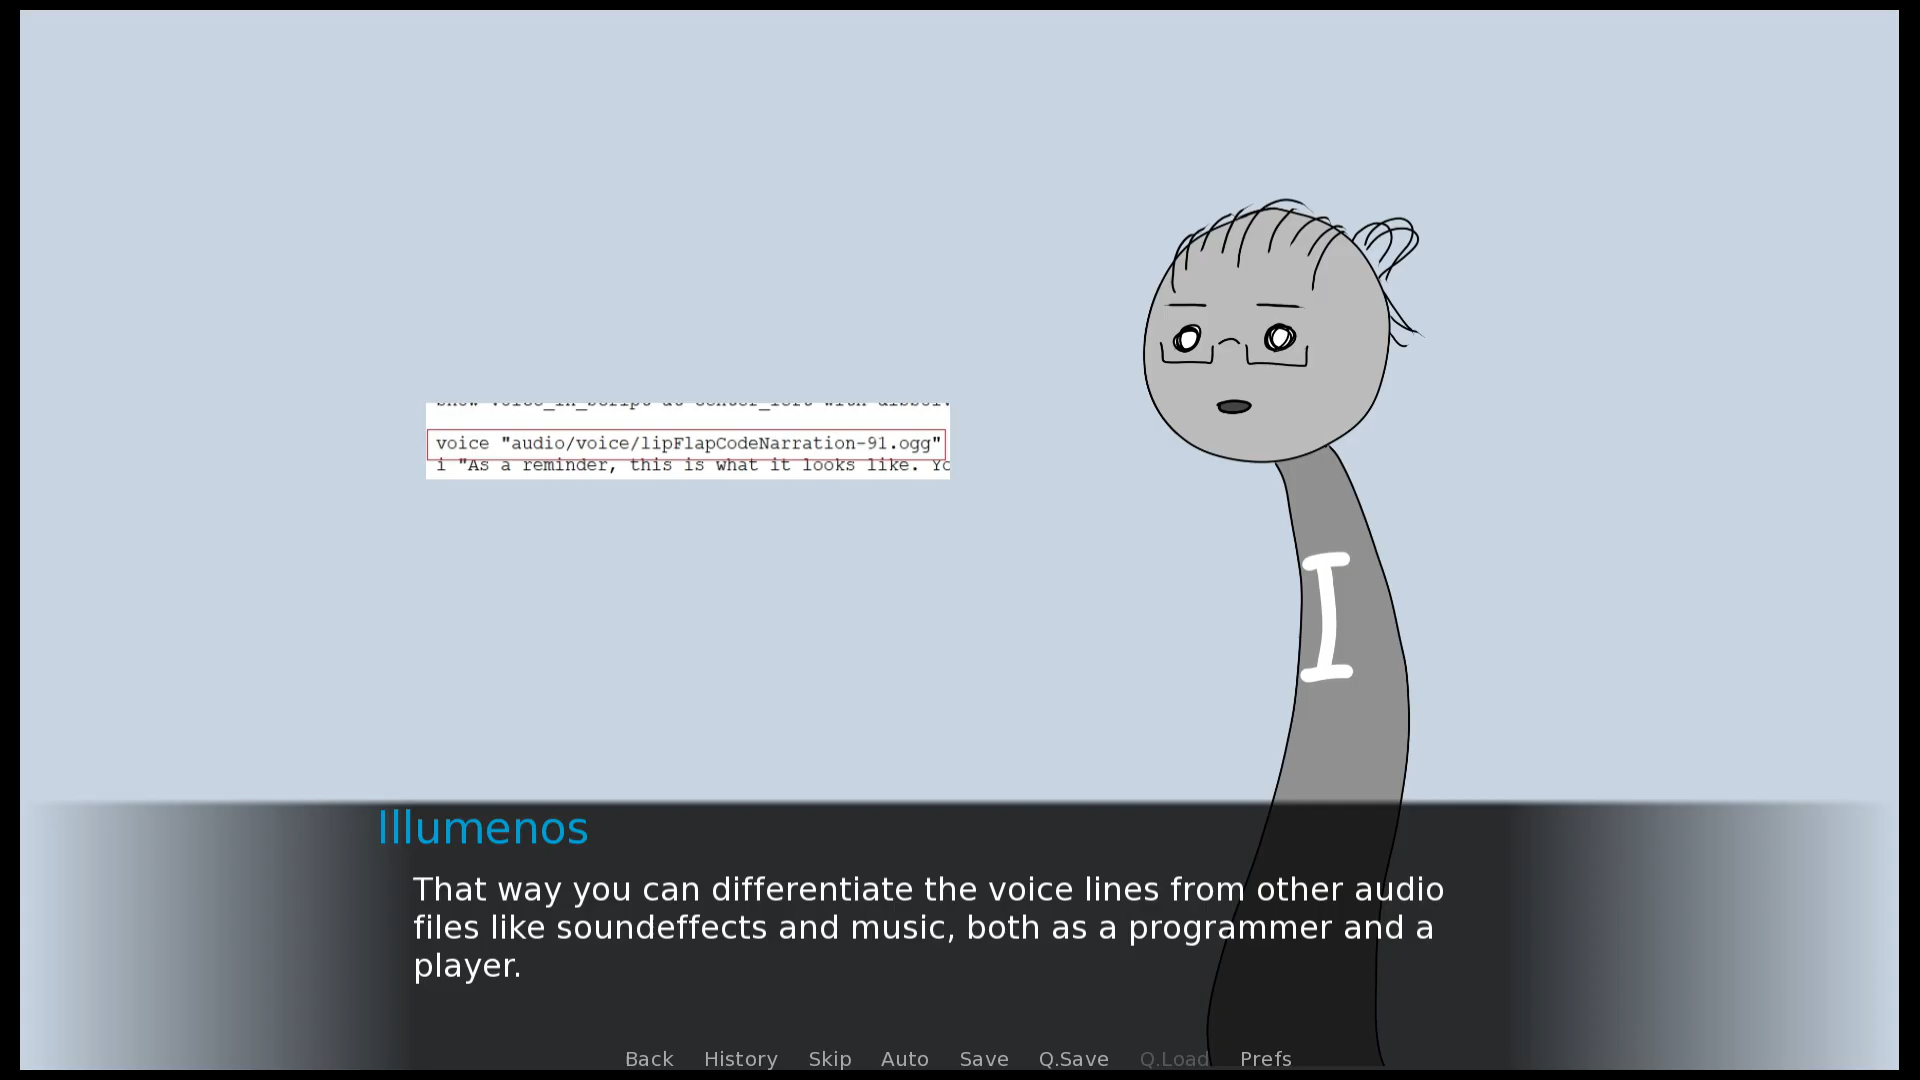 voice "audio/voice/lipFlapCodeNarration-91.ogg"
i "As a reminder, this is what it looks like. Yo
I
Illumenos
That way you can differentiate the voice lines from other audio
files like soundeffects and music, both as a programmer and a
player.
Back History Skip Auto Save Q.Save Q.Load Prefs